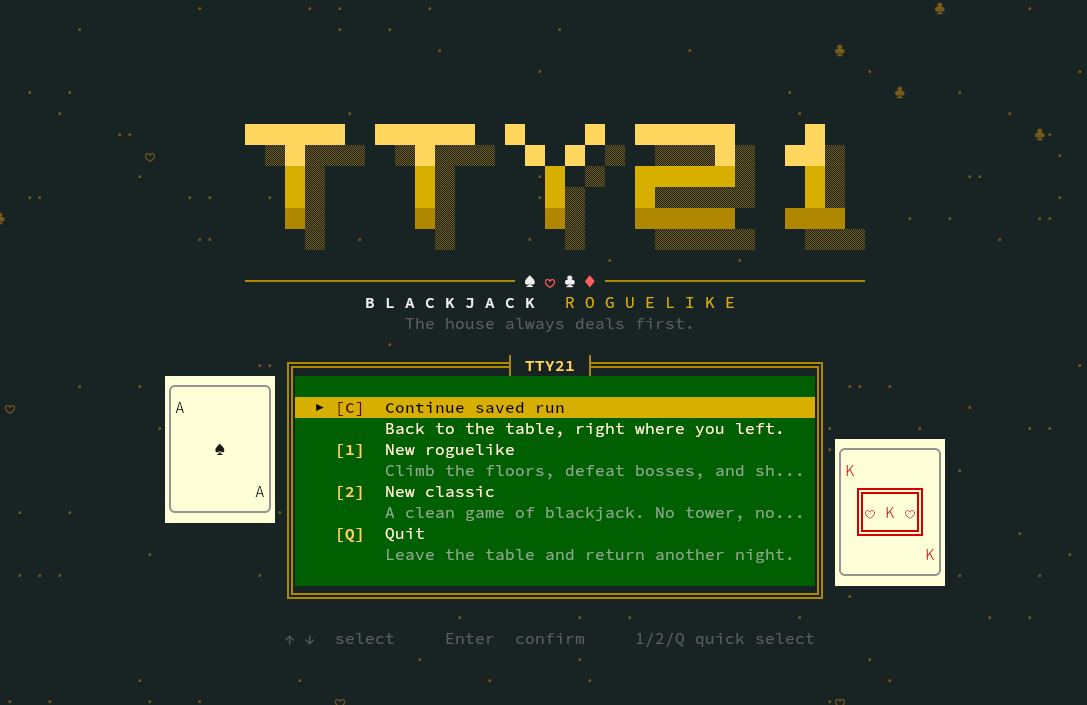 TTY21
♠ ♡ ♣ ♦
BLACKJACK ROGUELIKE
The house always deals first.
TTY21
A
♠
A
► [C] Continue saved run
Back to the table, right where you left.
[1] New roguelike
Climb the floors, defeat bosses, and sh...
[2] New classic
A clean game of blackjack. No tower, no...
[Q] Quit
Leave the table and return another night.
K
♡ K ♡
K
↑ ↓ select Enter confirm 1/2/Q quick select